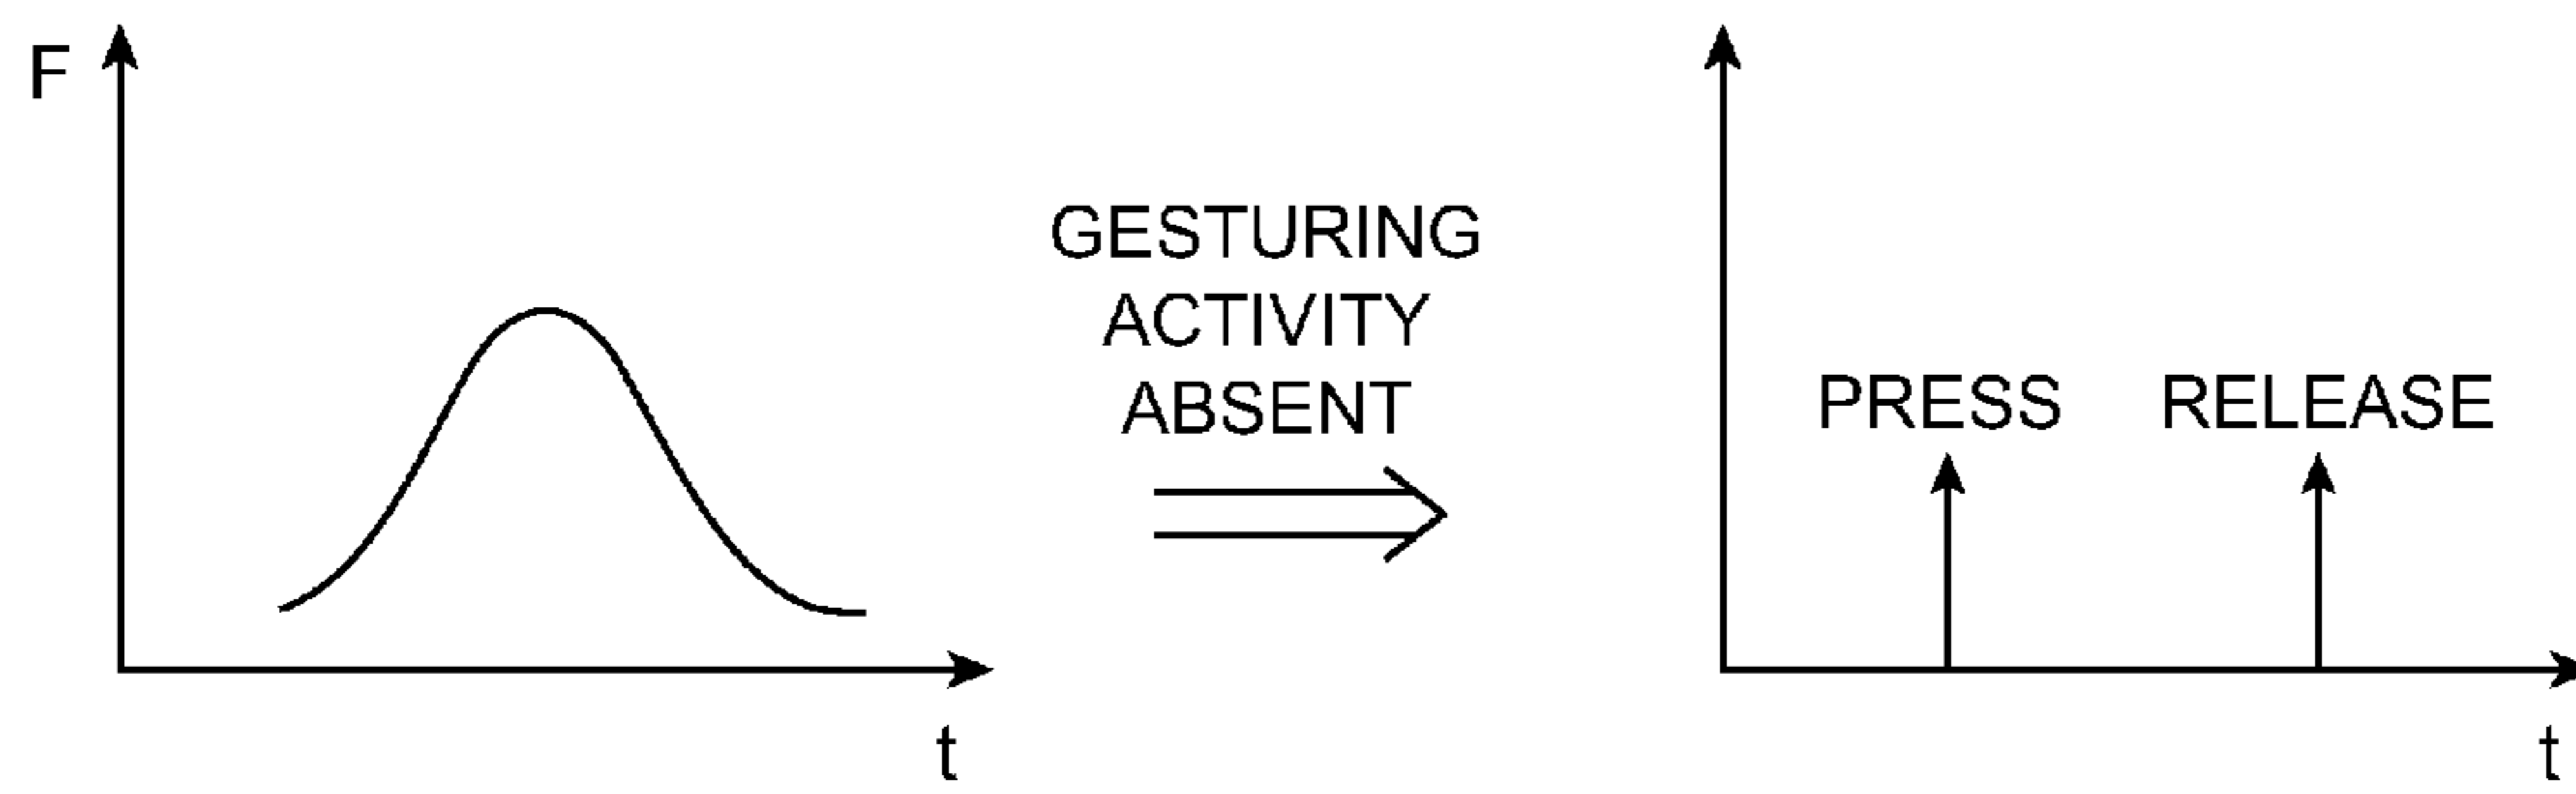 F
GESTURING
ACTIVITY
ABSENT
PRESS RELEASE
t
t